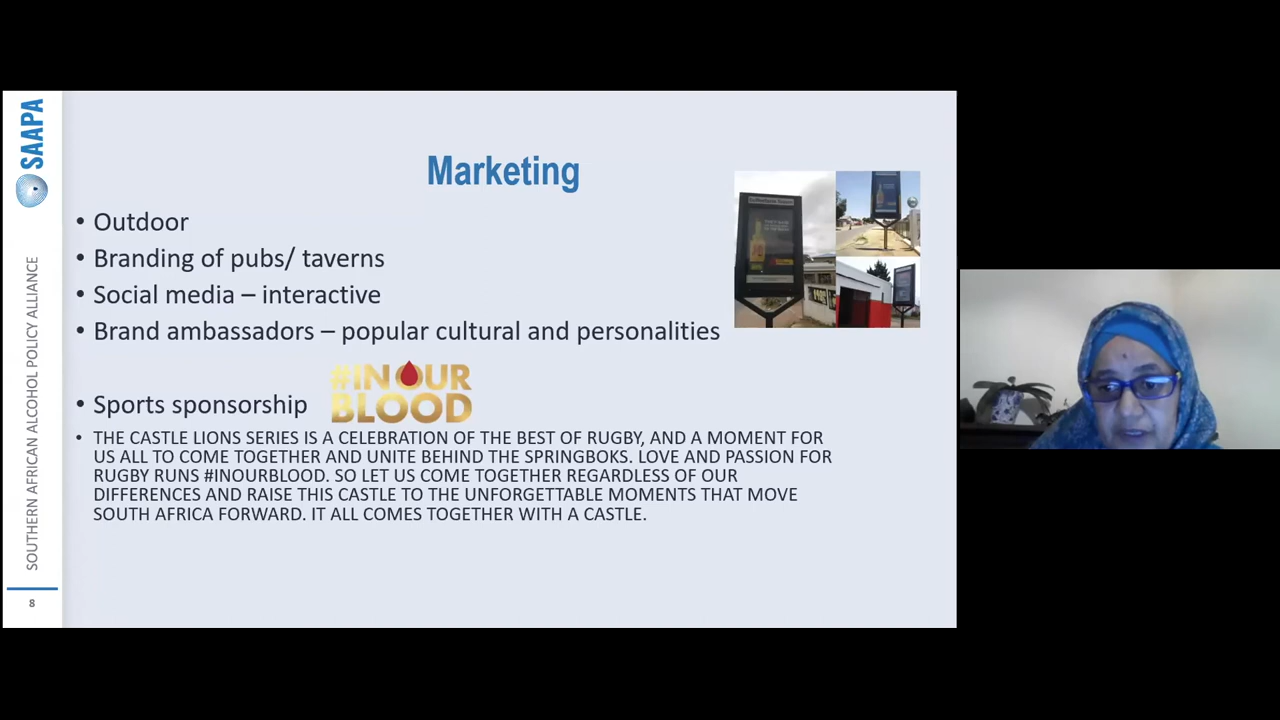 SAAPA
SOUTHERN AFRICAN ALCOHOL POLICY ALLIANCE
8
Marketing
• Outdoor
• Branding of pubs/ taverns
• Social media – interactive
• Brand ambassadors – popular cultural and personalities
• Sports sponsorship
#IN OUR
BLOOD
• THE CASTLE LIONS SERIES IS A CELEBRATION OF THE BEST OF RUGBY, AND A MOMENT FOR
US ALL TO COME TOGETHER AND UNITE BEHIND THE SPRINGBOKS. LOVE AND PASSION FOR
RUGBY RUNS #INOURBLOOD. SO LET US COME TOGETHER REGARDLESS OF OUR
DIFFERENCES AND RAISE THIS CASTLE TO THE UNFORGETTABLE MOMENTS THAT MOVE
SOUTH AFRICA FORWARD. IT ALL COMES TOGETHER WITH A CASTLE.